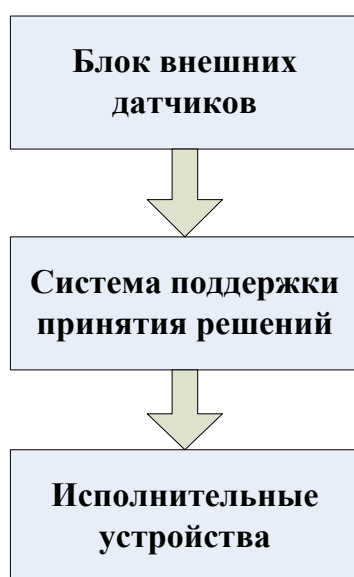 Блок внешних
датчиков
Система поддержки
принятия решений
Исполнительные
устройства